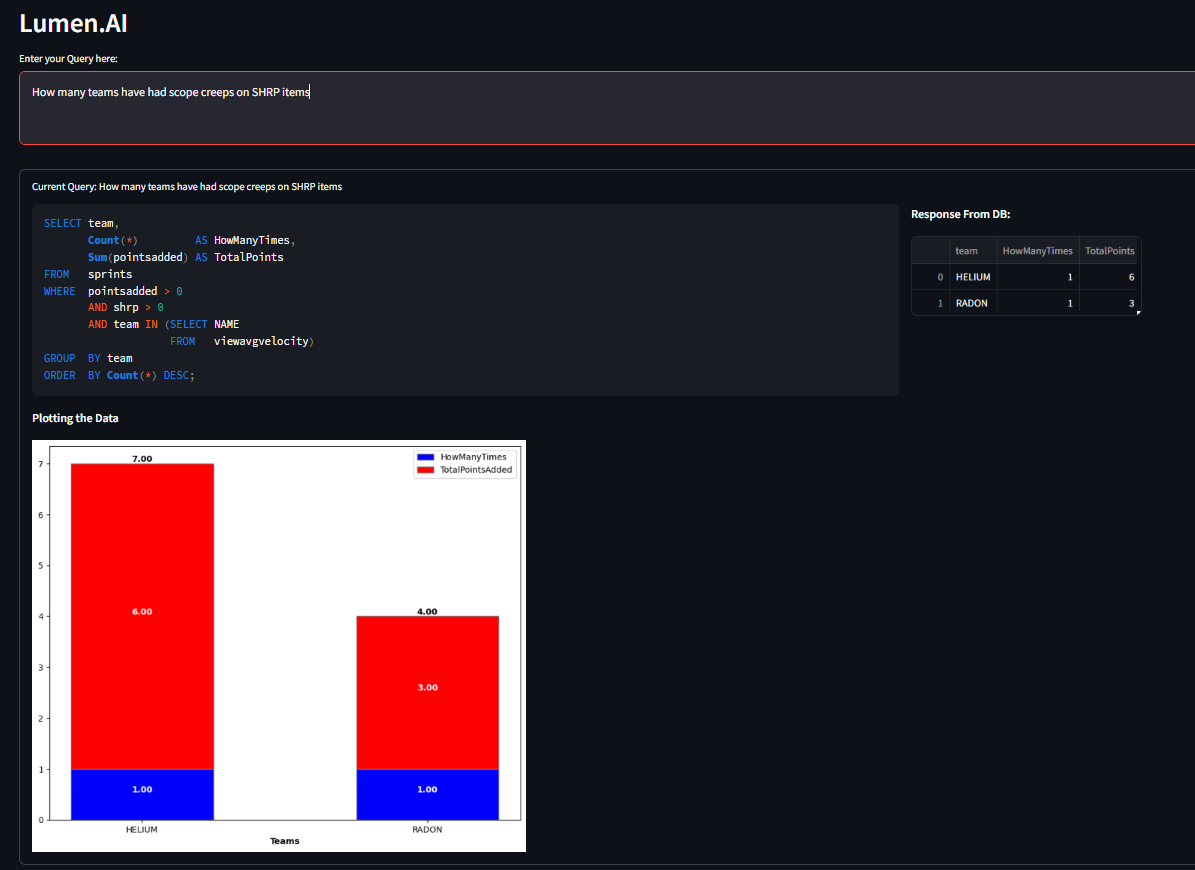 Lumen.AI
Enter your Query here:
How many teams have had scope creeps on SHRP items
Current Query: How many teams have had scope creeps on SHRP items
SELECT team,
Count(*) AS HowManyTimes,
Sum(pointsadded) AS TotalPoints
FROM sprints
WHERE pointsadded > 0
AND shrp > 0
AND team IN (SELECT NAME
FROM viewavgvelocity)
GROUP BY team
ORDER BY Count(*) DESC;
Response From DB:
team HowManyTimes TotalPoints
0 HELIUM 1 6
1 RADON 1 3
Plotting the Data
HowManyTimes
TotalPointsAdded
7.00
7
6
5
4.00
4
6.00
3
3.00
2
1
1.00 1.00
0
HELIUM RADON
Teams